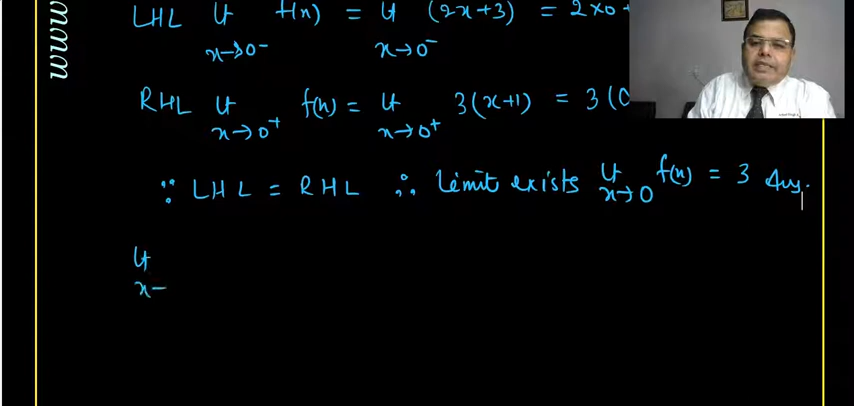 www
LHL lt f(x) = lt (2x+3) = 2×0+
x→0⁻ x→0⁻
RHL lt f(x) = lt 3(x+1) = 3(0
x→0⁺ x→0⁺
∵ LHL = RHL ∴ limit exists lt f(x) = 3 Ans.
x→0
lt
x–